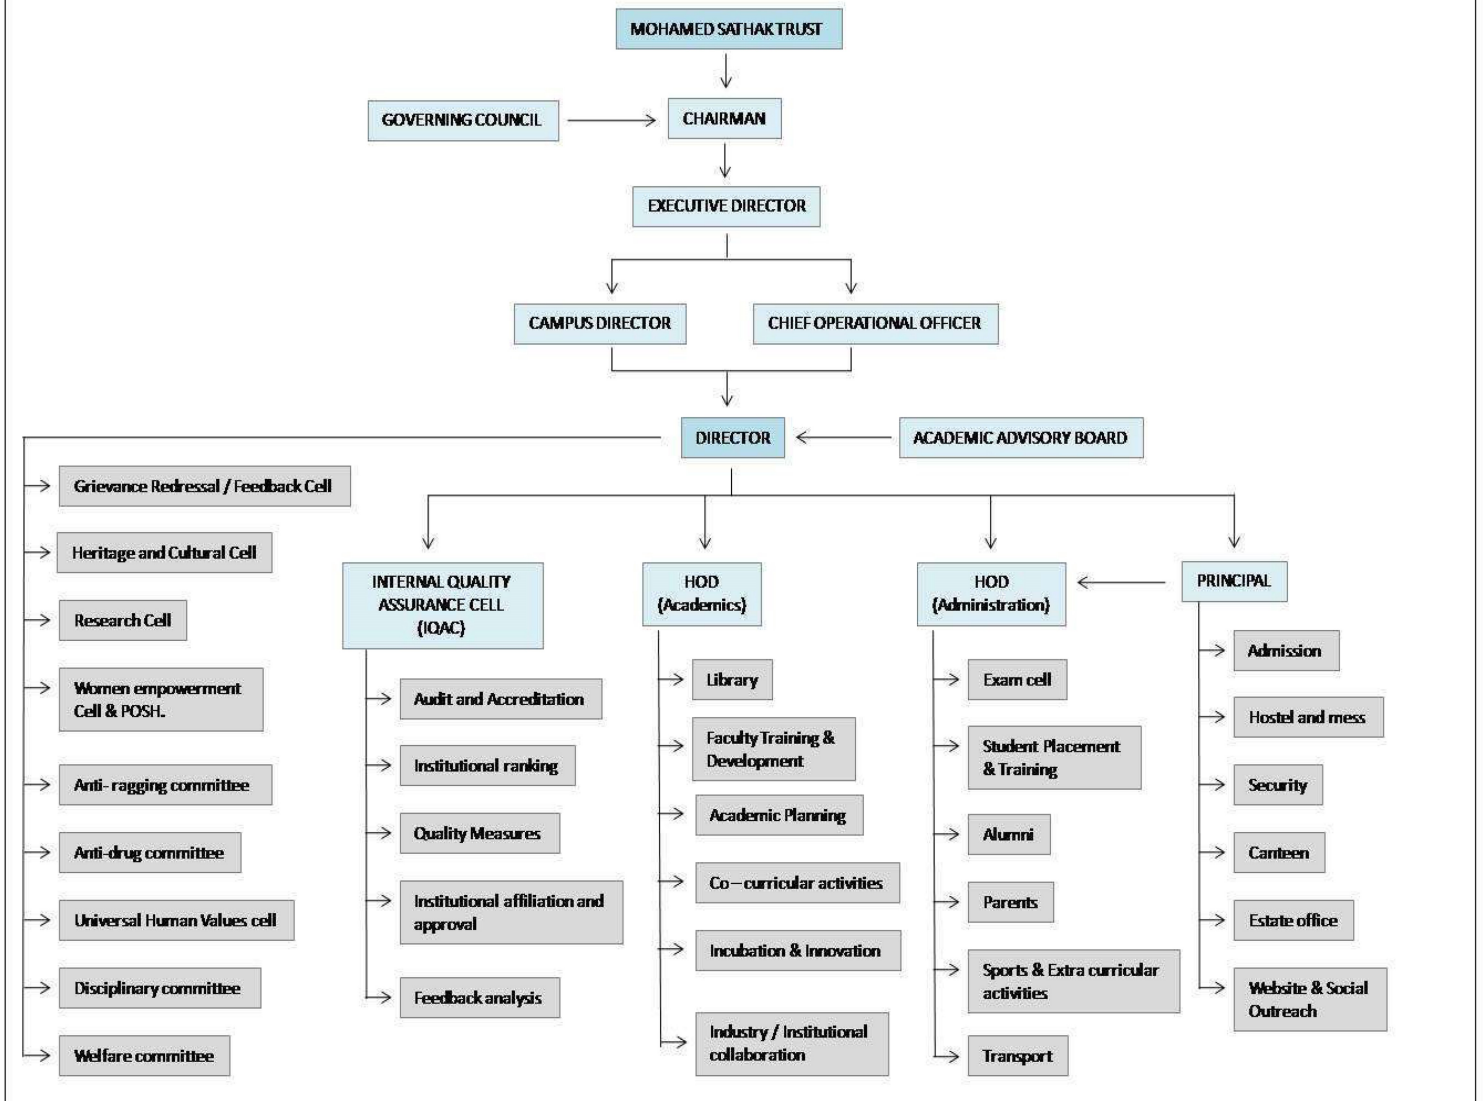 MOHAMED SATHAK TRUST
GOVERNING COUNCIL
CHAIRMAN
EXECUTIVE DIRECTOR
CAMPUS DIRECTOR
CHIEF OPERATIONAL OFFICER
DIRECTOR
ACADEMIC ADVISORY BOARD
Grievance Redressal / Feedback Cell
Heritage and Cultural Cell
Research Cell
Women empowerment
Cell & POSH.
Anti- ragging committee
Anti-drug committee
Universal Human Values cell
Disciplinary committee
Welfare committee
INTERNAL QUALITY
ASSURANCE CELL
(IQAC)
Audit and Accreditation
Institutional ranking
Quality Measures
Institutional affiliation and
approval
Feedback analysis
HOD
(Academics)
Library
Faculty Training &
Development
Academic Planning
Co – curricular activities
Incubation & Innovation
Industry / Institutional
collaboration
HOD
(Administration)
Exam cell
Student Placement
& Training
Alumni
Parents
Sports & Extra curricular
activities
Transport
PRINCIPAL
Admission
Hostel and mess
Security
Canteen
Estate office
Website & Social
Outreach